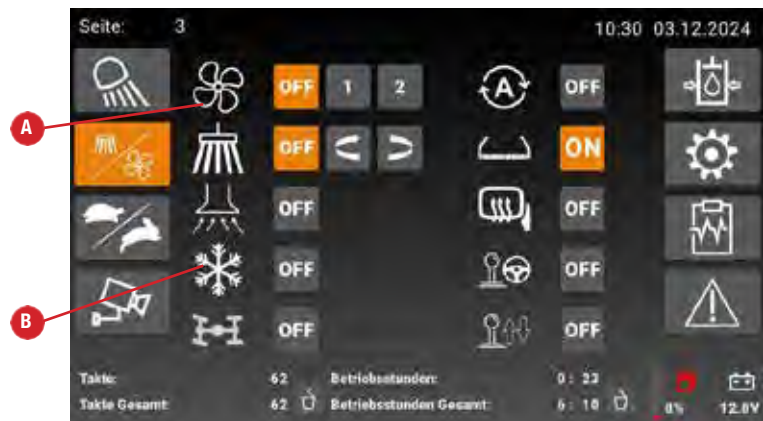 Seite: 3 10:30 03.12.2024
A OFF 1 2 A OFF
OFF ON
OFF OFF
B OFF OFF
OFF OFF
Takte: 62 Betriebsstunden: 0 : 23
Takte Gesamt: 62 Betriebsstunden Gesamt: 6 : 10 0% 12.0V